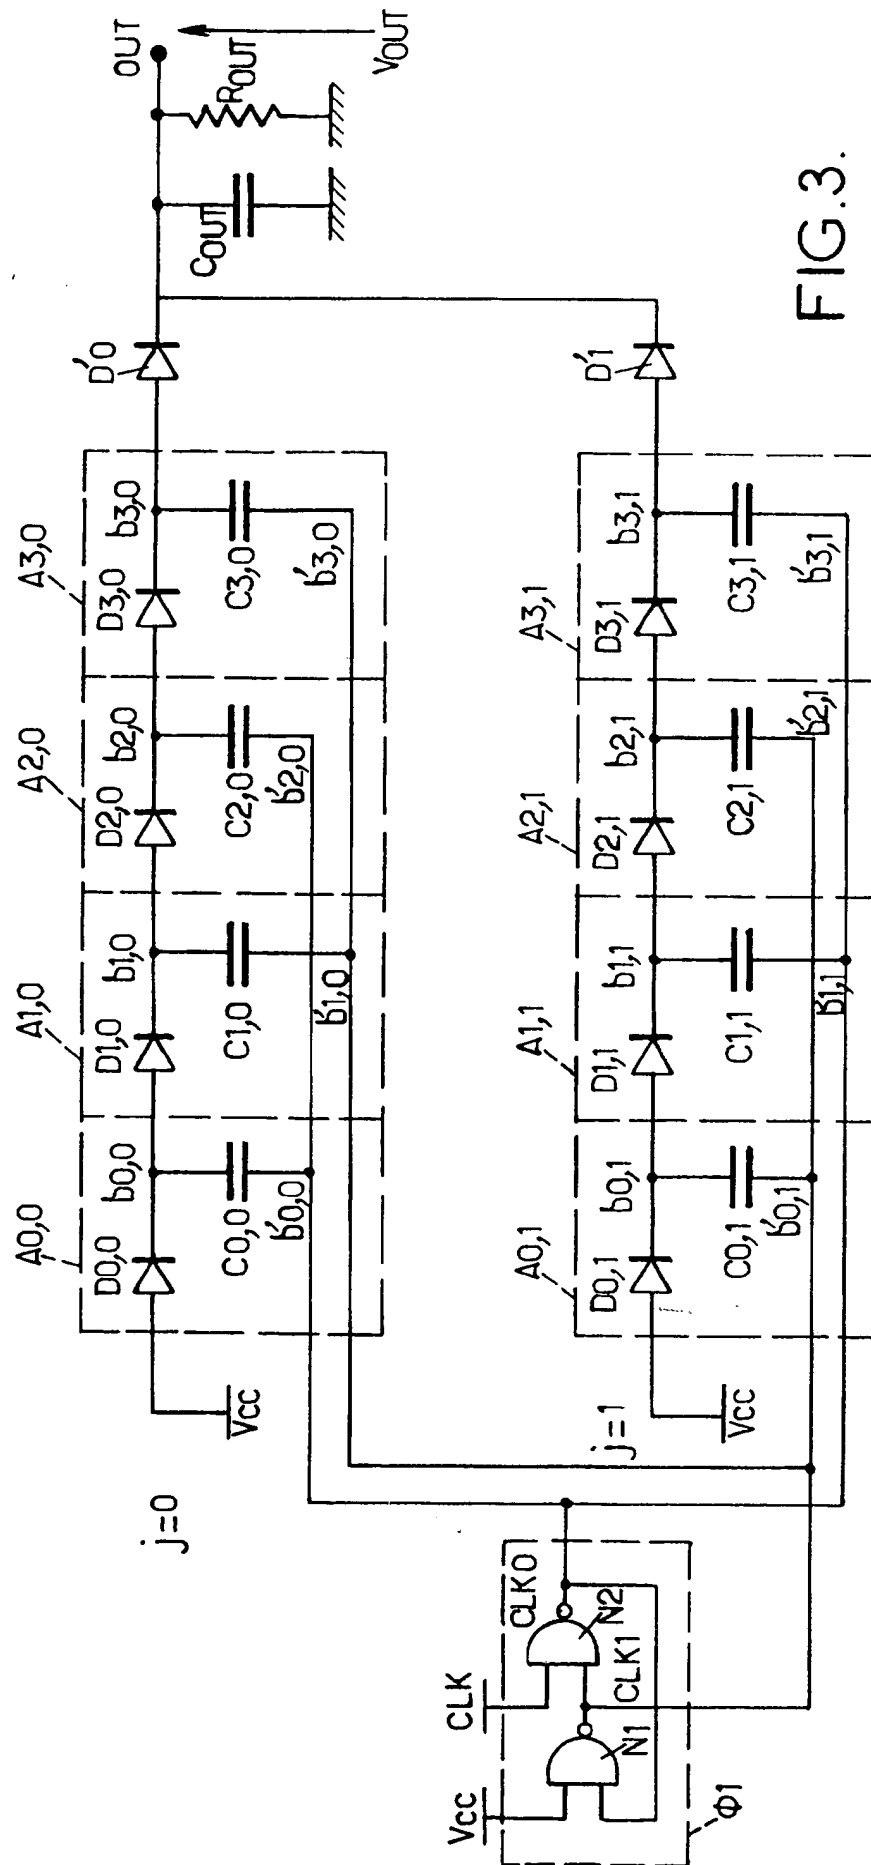 OUT
VOUT
ROUT
COUT
D'0
A3,0
D3,0
b3,0
C3,0
b'3,0
A2,0
D2,0
b2,0
C2,0
b'2,0
A1,0
D1,0
b1,0
C1,0
b'1,0
A0,0
D0,0
b0,0
C0,0
b'0,0
Vcc
j=0
D'1
A3,1
D3,1
b3,1
C3,1
b'3,1
A2,1
D2,1
b2,1
C2,1
b'2,1
A1,1
D1,1
b1,1
C1,1
b'1,1
A0,1
D0,1
b0,1
C0,1
b'0,1
Vcc
j=1
CLK0
N2
CLK1
CLK
N1
Vcc
Φ1
FIG.3.